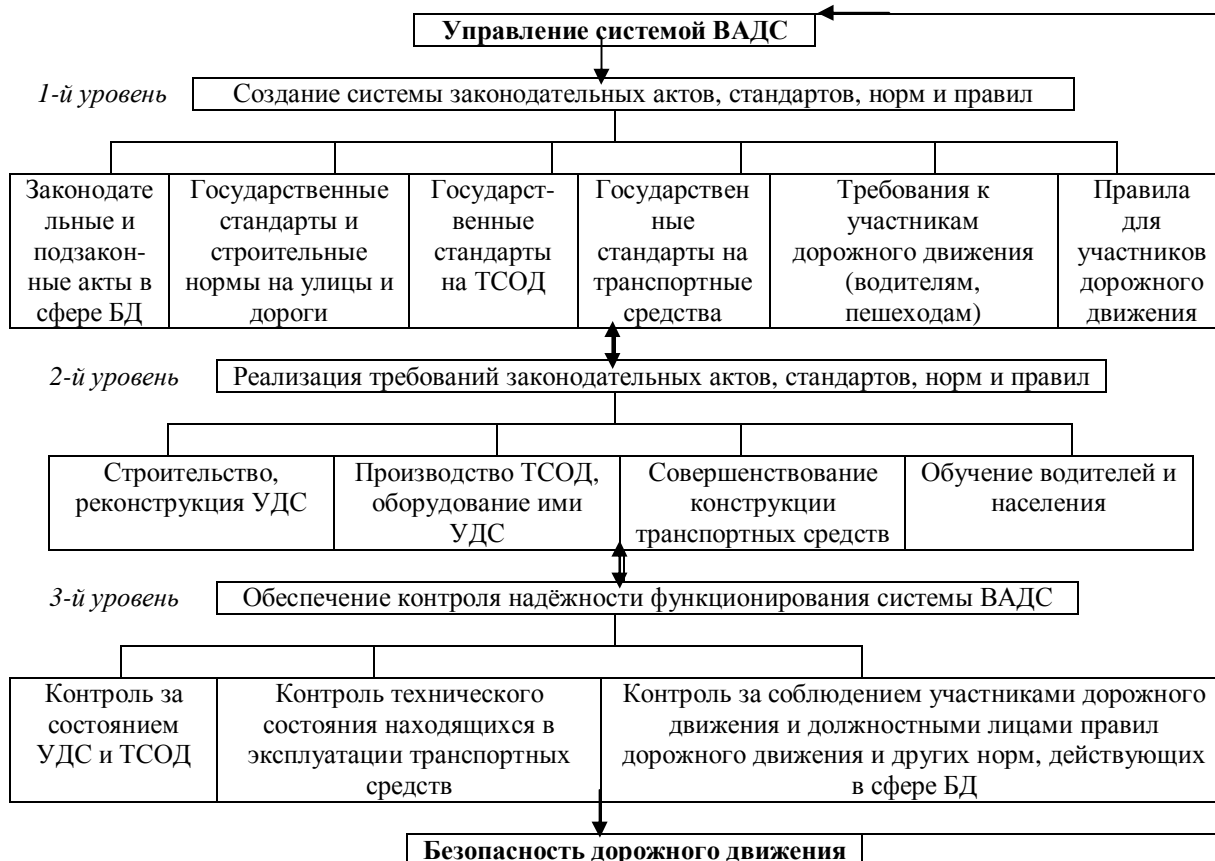 Управление системой ВАДС
1-й уровень
Создание системы законодательных актов, стандартов, норм и правил
Законодате
льные и
подзакон-
ные акты в
сфере БД
Государственные
стандарты и
строительные
нормы на улицы и
дороги
Государст-
венные
стандарты
на ТСОД
Государствен
ные
стандарты на
транспортные
средства
Требования к
участникам
дорожного движения
(водителям,
пешеходам)
Правила
для
участников
дорожного
движения
2-й уровень
Реализация требований законодательных актов, стандартов, норм и правил
Строительство,
реконструкция УДС
Производство ТСОД,
оборудование ими
УДС
Совершенствование
конструкции
транспортных средств
Обучение водителей и
населения
3-й уровень
Обеспечение контроля надёжности функционирования системы ВАДС
Контроль за
состоянием
УДС и ТСОД
Контроль технического
состояния находящихся в
эксплуатации транспортных
средств
Контроль за соблюдением участниками дорожного
движения и должностными лицами правил
дорожного движения и других норм, действующих
в сфере БД
Безопасность дорожного движения